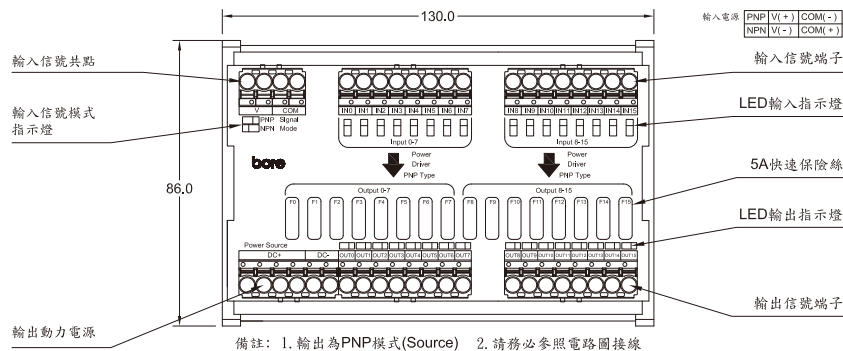 130.0
輸入電源 PNP V(+) COM(-)
NPN V(-) COM(+)
86.0
輸入信號共點
輸入信號模式
指示燈
輸出動力電源
輸入信號端子
LED輸入指示燈
5A快速保險絲
LED輸出指示燈
輸出信號端子
V COM
PNP Signal
NPN Mode
IN0 IN1 IN2 IN3 IN4 IN5 IN6 IN7
IN8 IN9 IN10 IN11 IN12 IN13 IN14 IN15
Input 0-7
Input 8-15
Power
Driver
PNP Type
Power
Driver
PNP Type
bore
Output 0-7
Output 8-15
F0 F1 F2 F3 F4 F5 F6 F7 F8 F9 F10 F11 F12 F13 F14 F15
Power Source
DC+ DC-
OUT0 OUT1 OUT2 OUT3 OUT4 OUT5 OUT6 OUT7
OUT8 OUT9 OUT10 OUT11 OUT12 OUT13 OUT14 OUT15
備註: 1.輸出為PNP模式(Source) 2.請務必參照電路圖接線